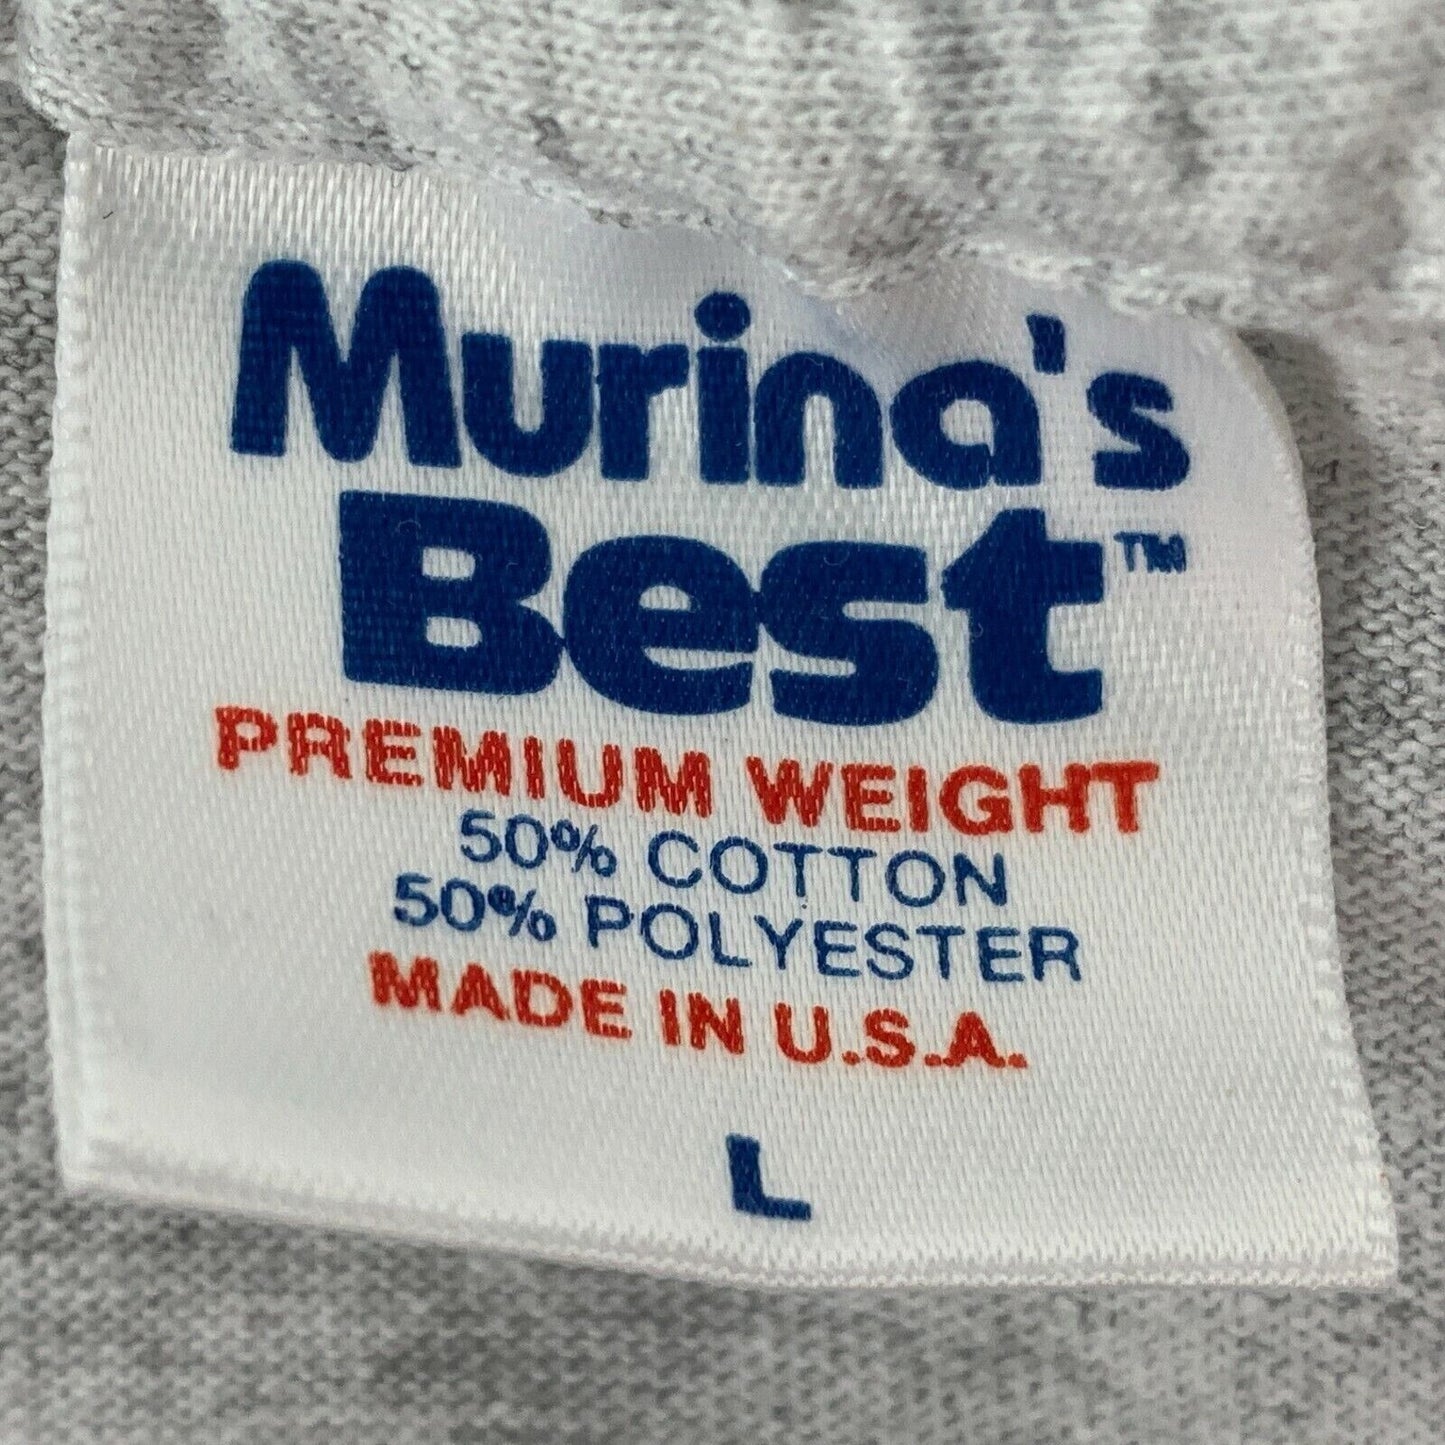 Murina's
Best™
PREMIUM WEIGHT
50% COTTON
50% POLYESTER
MADE IN U.S.A.
L